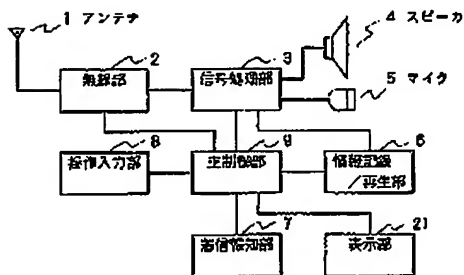 1 アンテナ
2
無線部
3
信号処理部
4 スピーカ
5 マイク
8
操作入力部
9
主制御部
6
情報記録
/再生部
7
着信報知部
21
表示部